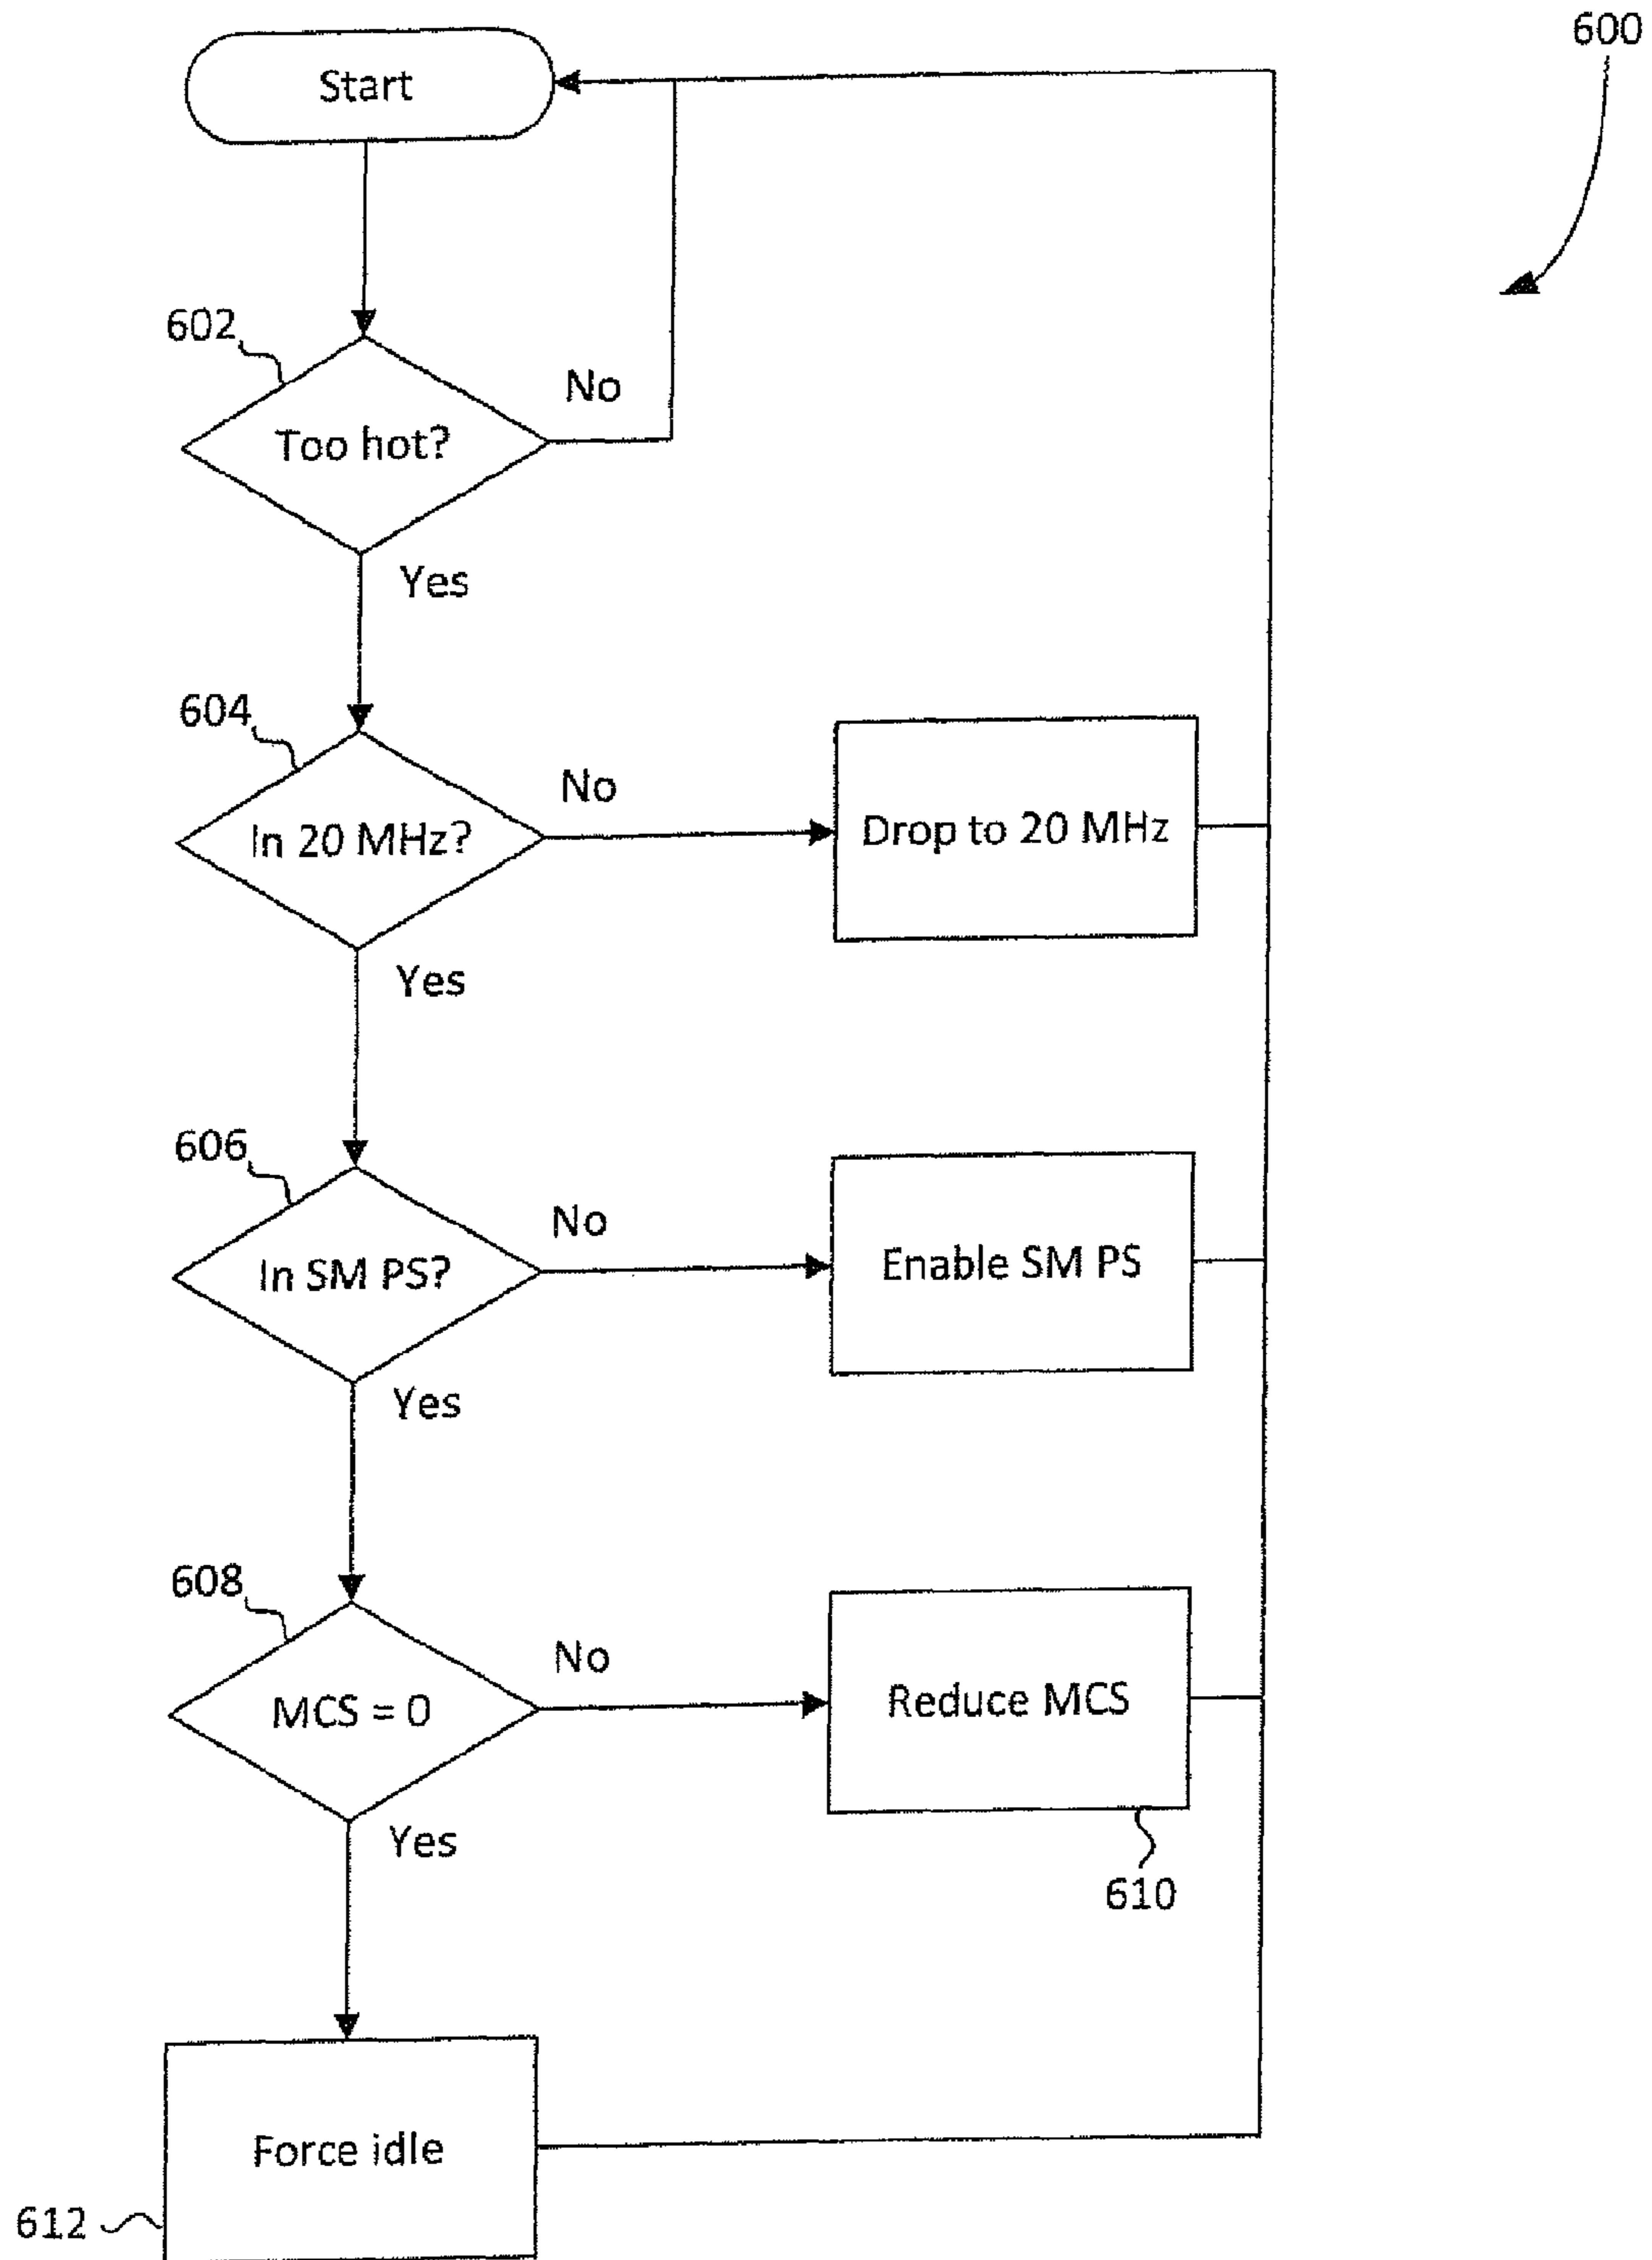 600
Start
602
Too hot?
No
Yes
604
In 20 MHz?
No
Drop to 20 MHz
Yes
606
In SM PS?
No
Enable SM PS
Yes
608
MCS = 0
No
Reduce MCS
610
Yes
Force idle
612